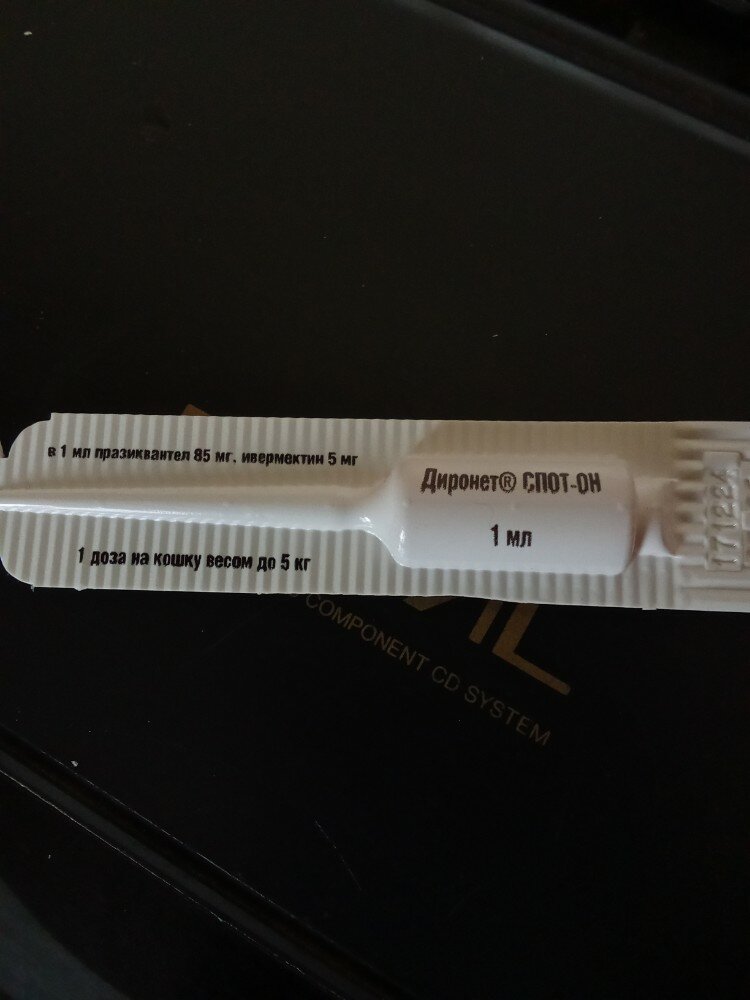 в 1 мл празиквантел 85 мг, ивермектин 5 мг
Диронет® СПОТ-ОН
1 мл
1 доза на кошку весом до 5 кг
171224
COMPONENT CD SYSTEM